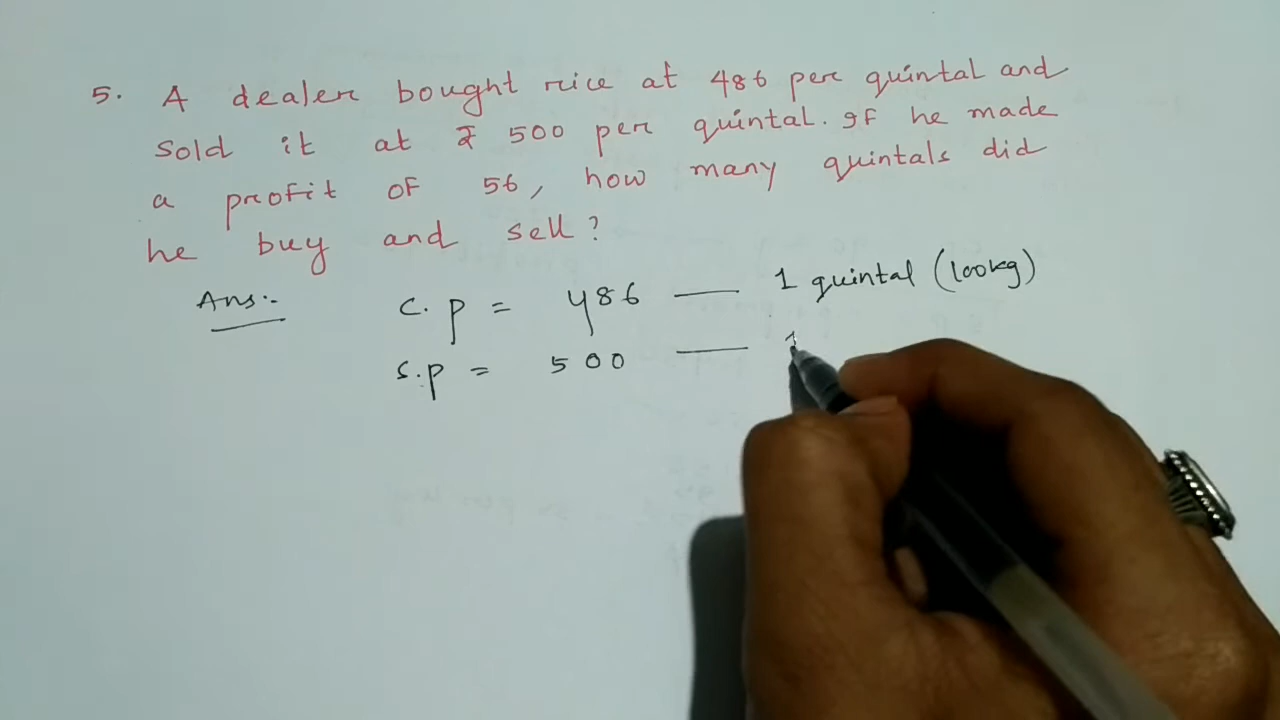 5. A dealer bought rice at 486 per quintal and
sold it at ₹ 500 per quintal. If he made
a profit of 56, how many quintals did
he buy and sell?
Ans:-
C.p = 486 — 1 quintal (100kg)
S.p = 500 — 1